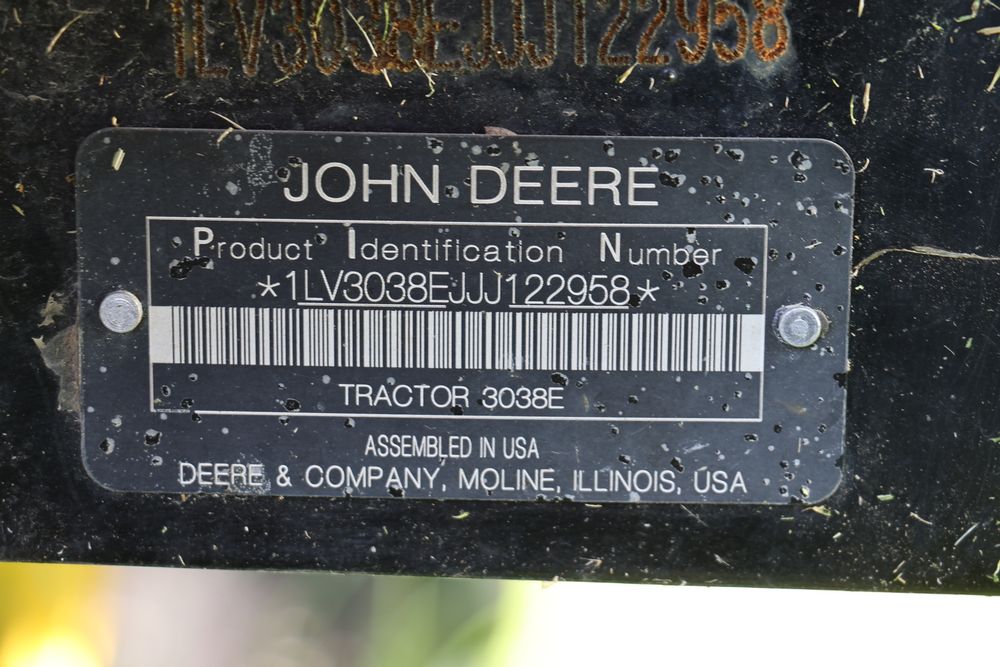 1LV3038EJJJ122958
JOHN DEERE
Product Identification Number
*1LV3038EJJJ122958*
TRACTOR 3038E
ASSEMBLED IN USA
DEERE & COMPANY, MOLINE, ILLINOIS, USA